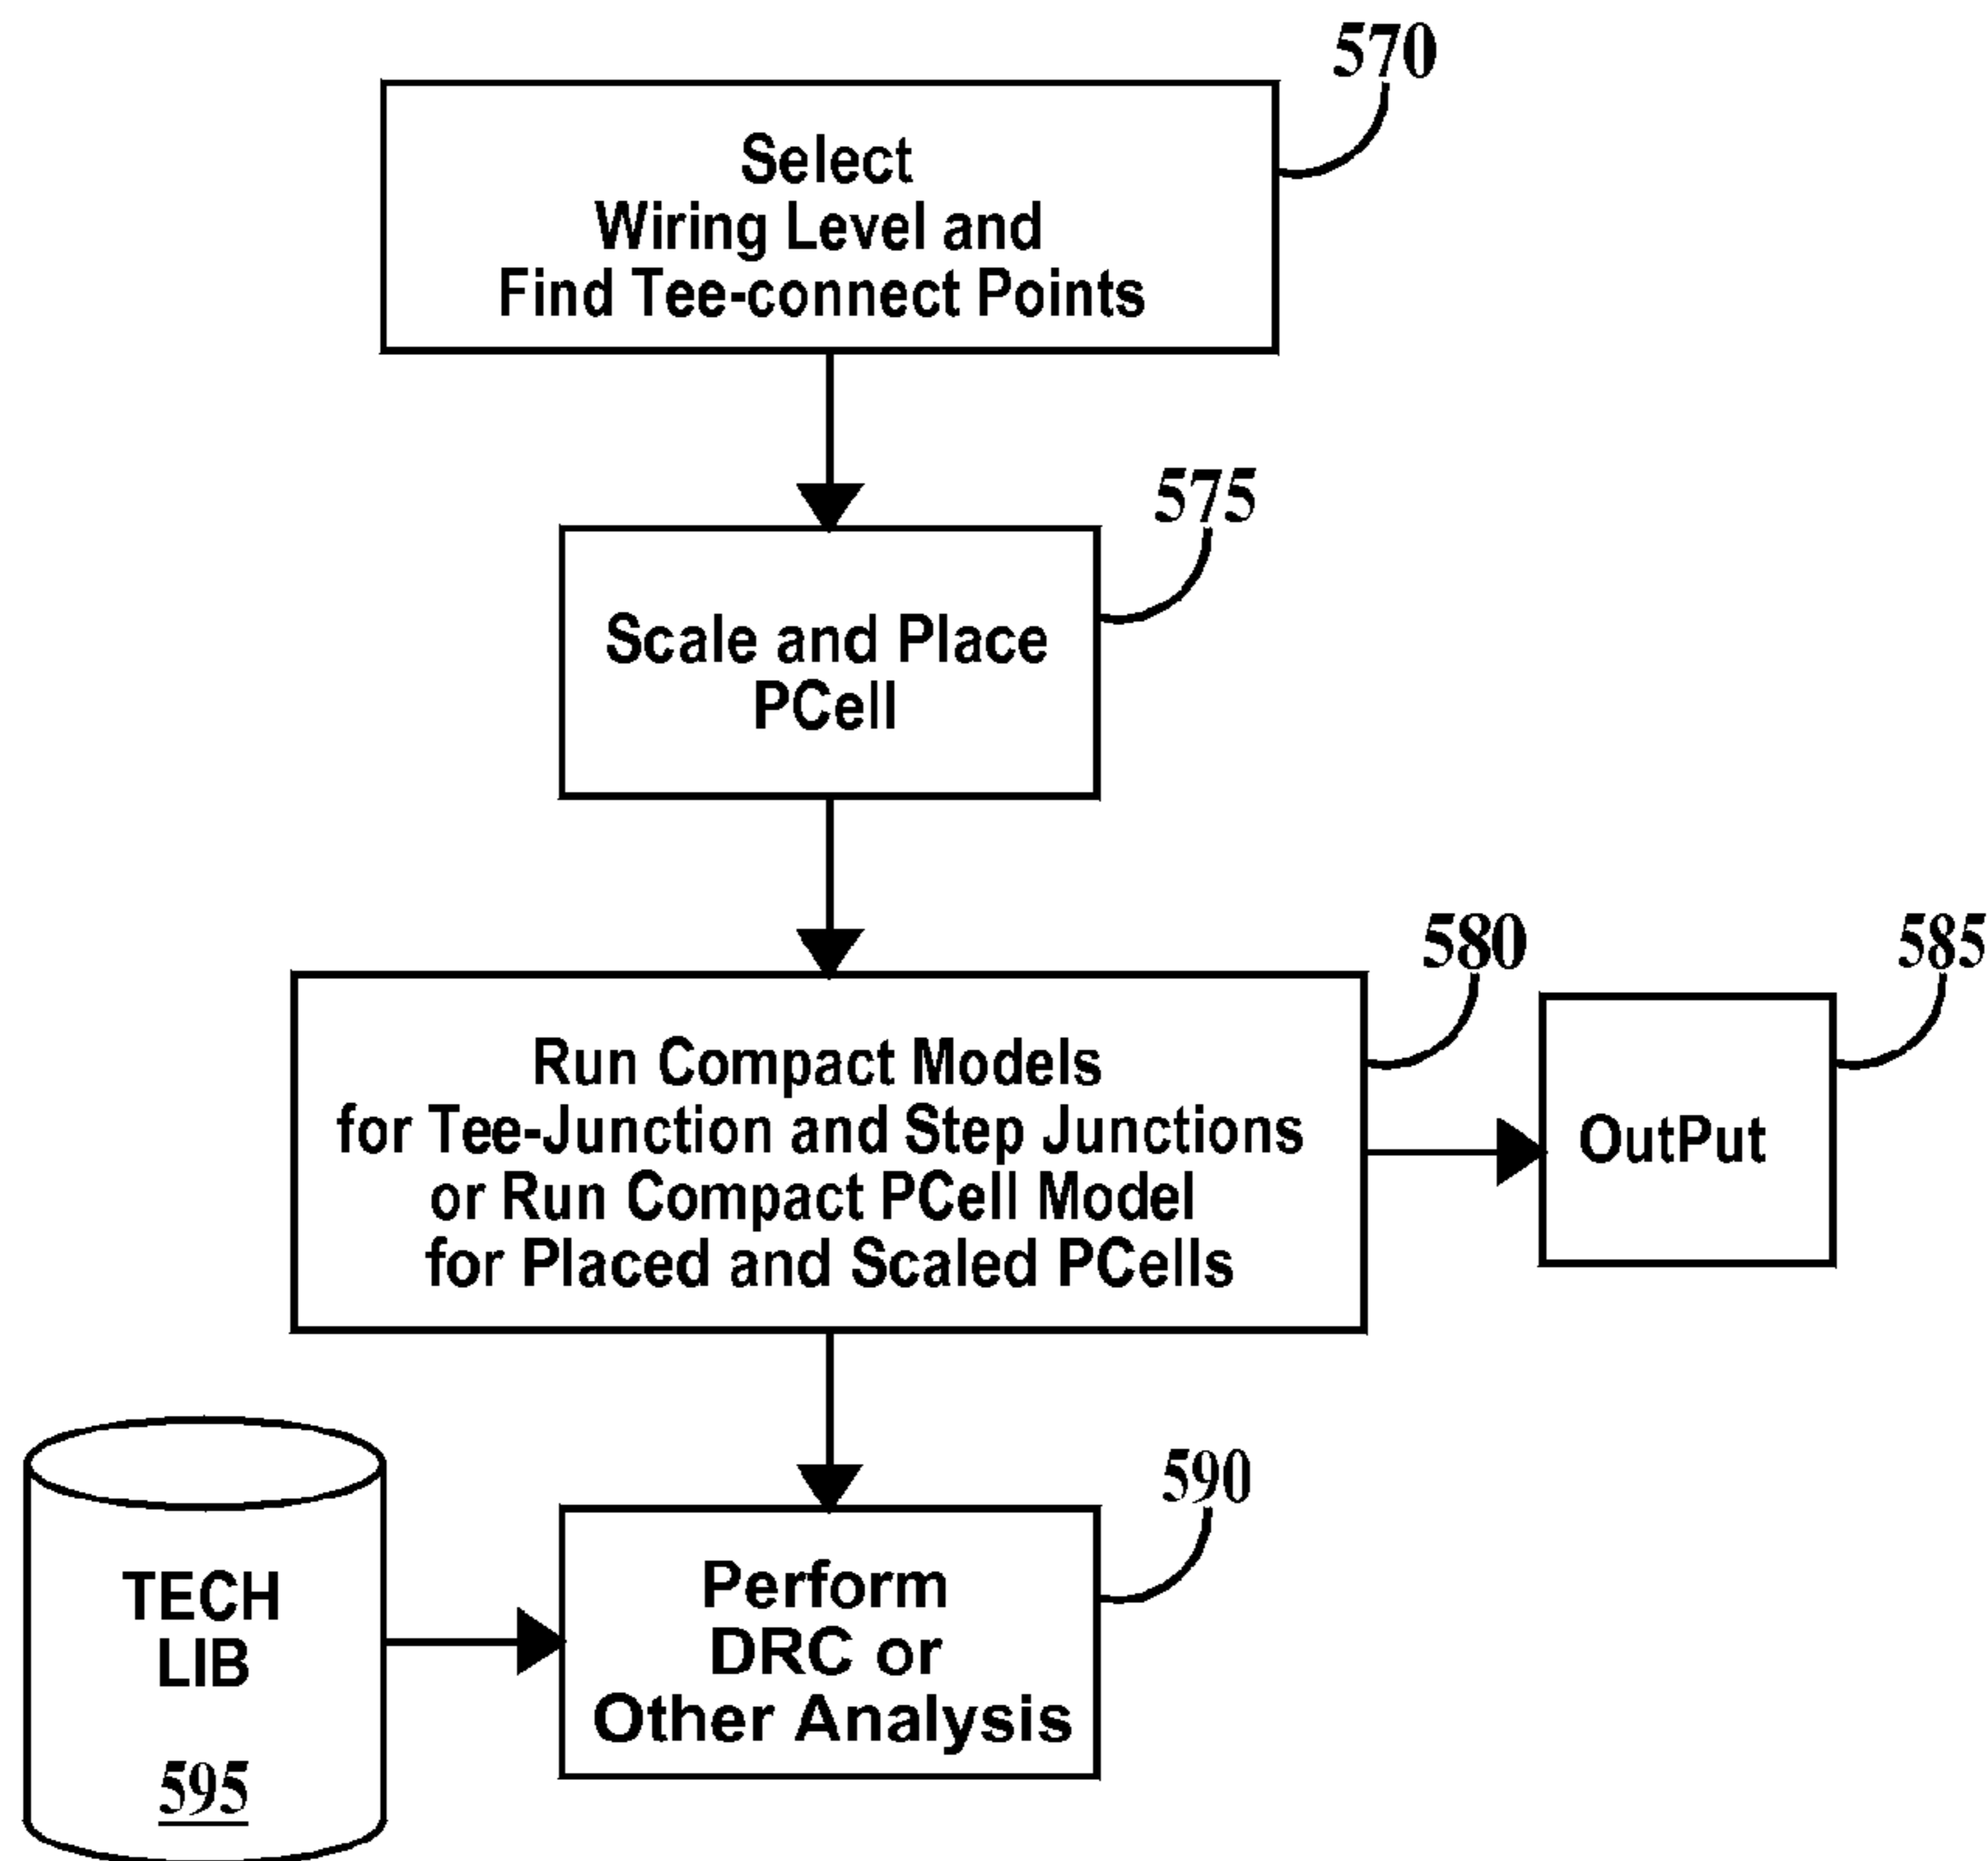 570
Select
Wiring Level and
Find Tee-connect Points
575
Scale and Place
PCell
580
585
Run Compact Models
for Tee-Junction and Step Junctions
or Run Compact PCell Model
for Placed and Scaled PCells
OutPut
590
TECH
LIB
595
Perform
DRC or
Other Analysis